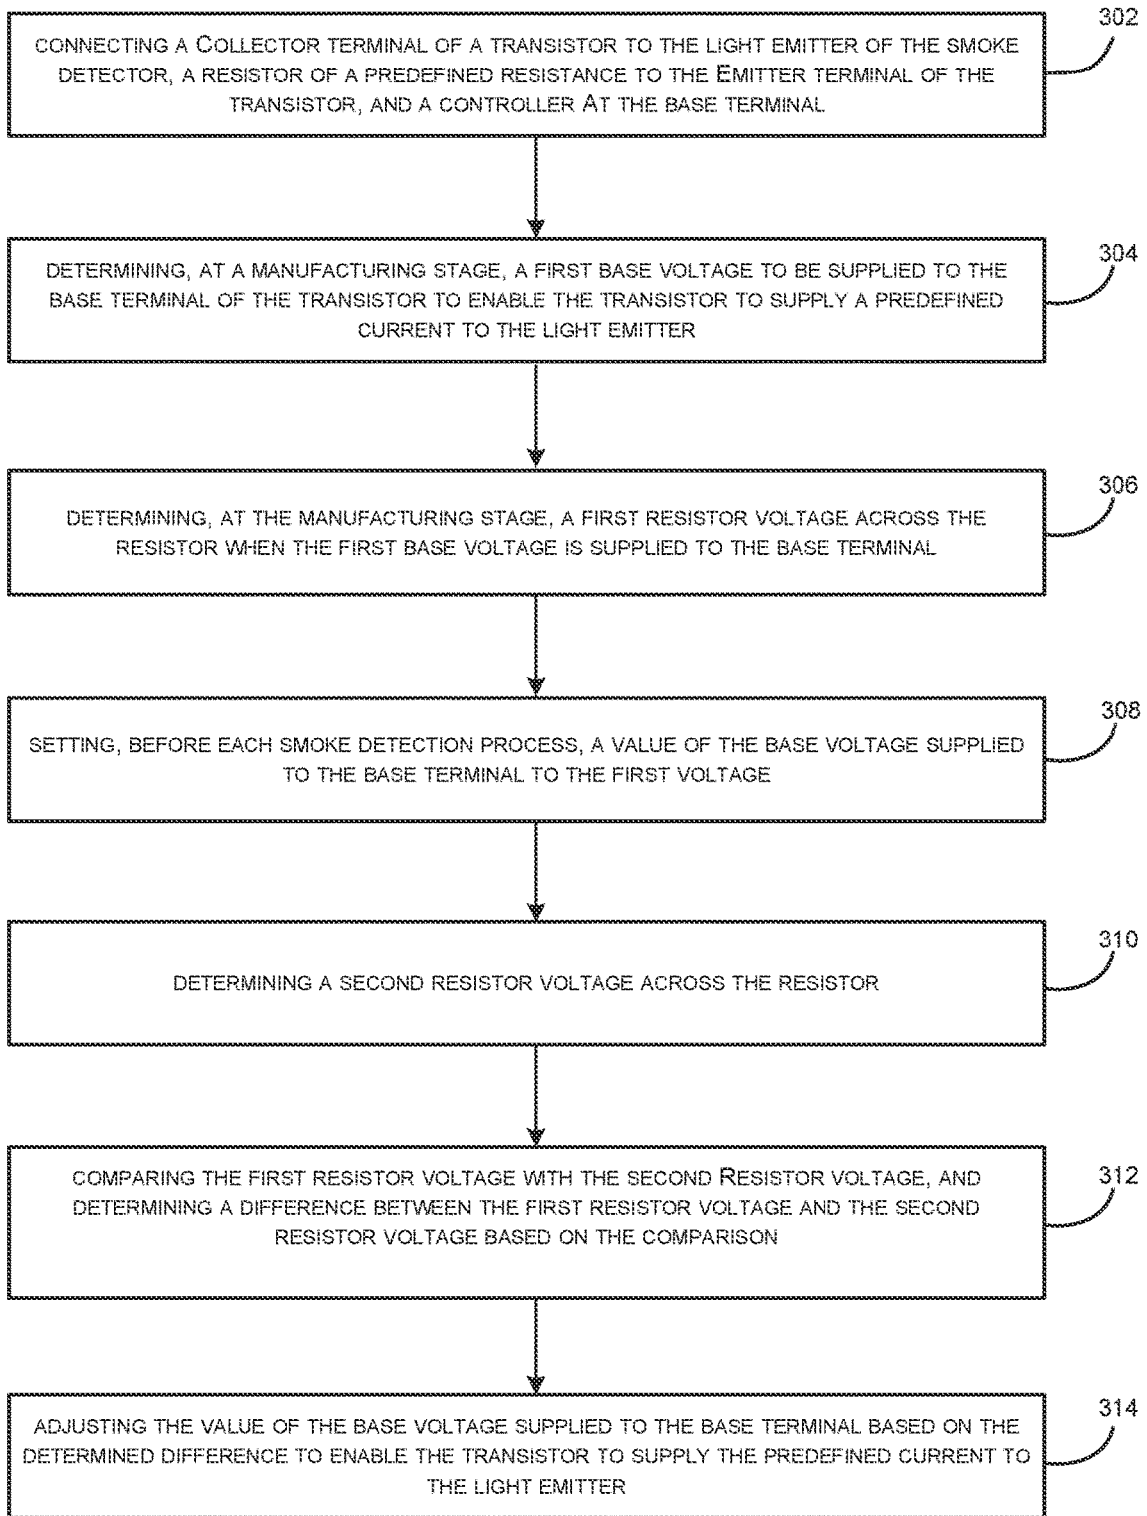 302
CONNECTING A COLLECTOR TERMINAL OF A TRANSISTOR TO THE LIGHT EMITTER OF THE SMOKE
DETECTOR, A RESISTOR OF A PREDEFINED RESISTANCE TO THE EMITTER TERMINAL OF THE
TRANSISTOR, AND A CONTROLLER AT THE BASE TERMINAL
304
DETERMINING, AT A MANUFACTURING STAGE, A FIRST BASE VOLTAGE TO BE SUPPLIED TO THE
BASE TERMINAL OF THE TRANSISTOR TO ENABLE THE TRANSISTOR TO SUPPLY A PREDEFINED
CURRENT TO THE LIGHT EMITTER
306
DETERMINING, AT THE MANUFACTURING STAGE, A FIRST RESISTOR VOLTAGE ACROSS THE
RESISTOR WHEN THE FIRST BASE VOLTAGE IS SUPPLIED TO THE BASE TERMINAL
308
SETTING, BEFORE EACH SMOKE DETECTION PROCESS, A VALUE OF THE BASE VOLTAGE SUPPLIED
TO THE BASE TERMINAL TO THE FIRST VOLTAGE
310
DETERMINING A SECOND RESISTOR VOLTAGE ACROSS THE RESISTOR
312
COMPARING THE FIRST RESISTOR VOLTAGE WITH THE SECOND RESISTOR VOLTAGE, AND
DETERMINING A DIFFERENCE BETWEEN THE FIRST RESISTOR VOLTAGE AND THE SECOND
RESISTOR VOLTAGE BASED ON THE COMPARISON
314
ADJUSTING THE VALUE OF THE BASE VOLTAGE SUPPLIED TO THE BASE TERMINAL BASED ON THE
DETERMINED DIFFERENCE TO ENABLE THE TRANSISTOR TO SUPPLY THE PREDEFINED CURRENT TO
THE LIGHT EMITTER